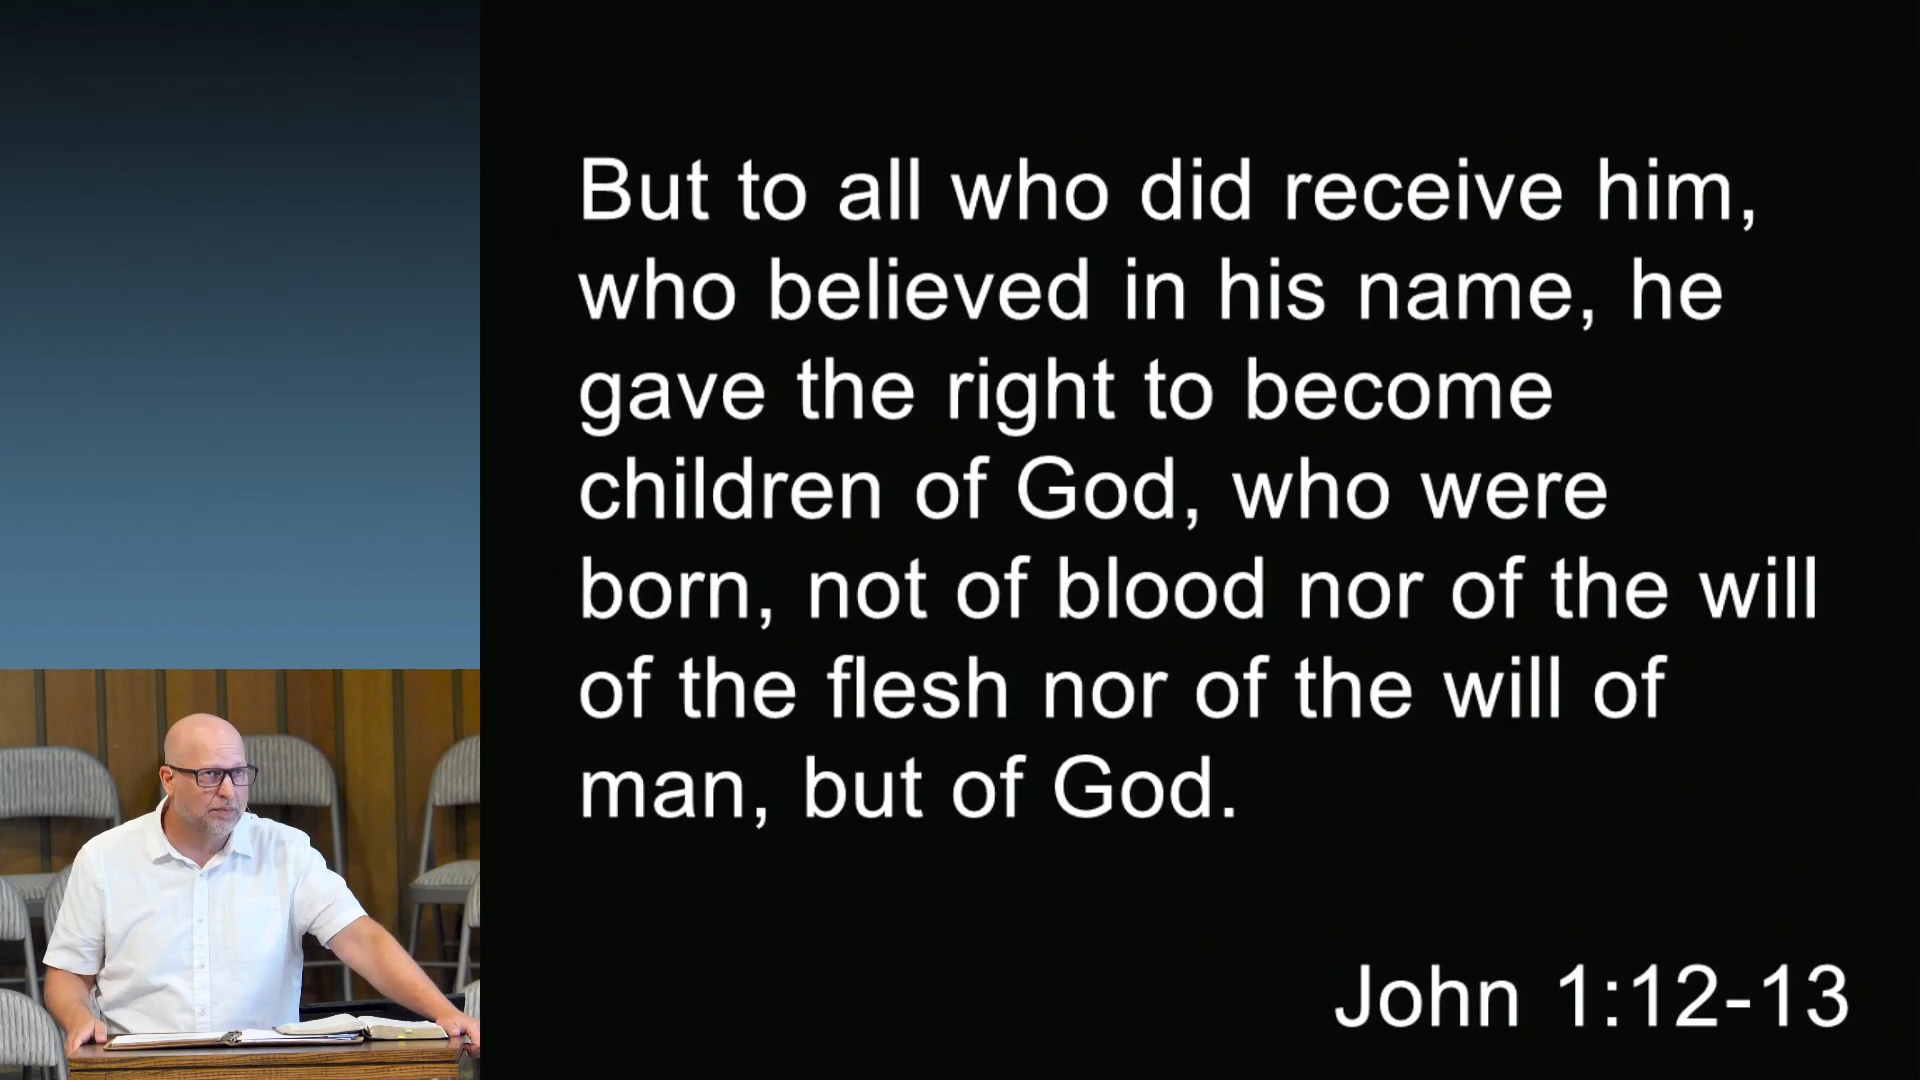 But to all who did receive him,
who believed in his name, he
gave the right to become
children of God, who were
born, not of blood nor of the will
of the flesh nor of the will of
man, but of God.
John 1:12-13